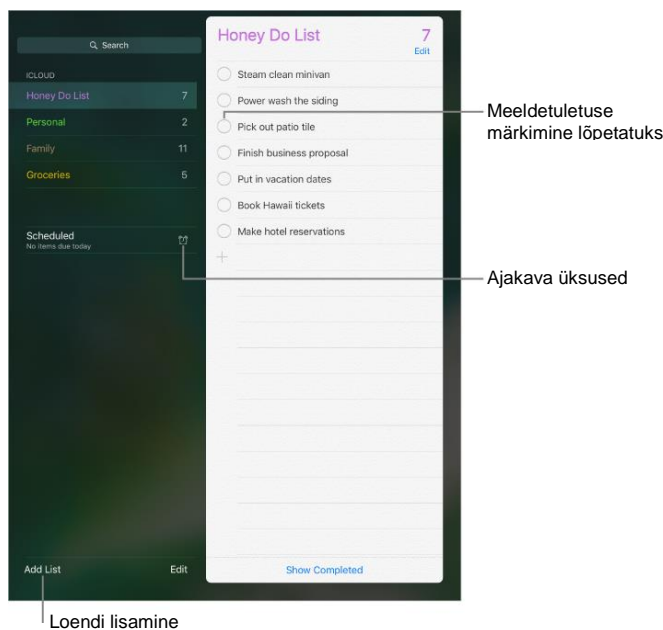 Search
ICLOUD
Honey Do List 7
Personal 2
Family 11
Groceries 5
Scheduled
No items due today
Add List Edit
Honey Do List 7
Edit
Steam clean minivan
Power wash the siding
Pick out patio tile
Finish business proposal
Put in vacation dates
Book Hawaii tickets
Make hotel reservations
Show Completed
Meeldetuletuse
märkimine lõpetatuks
Ajakava üksused
Loendi lisamine